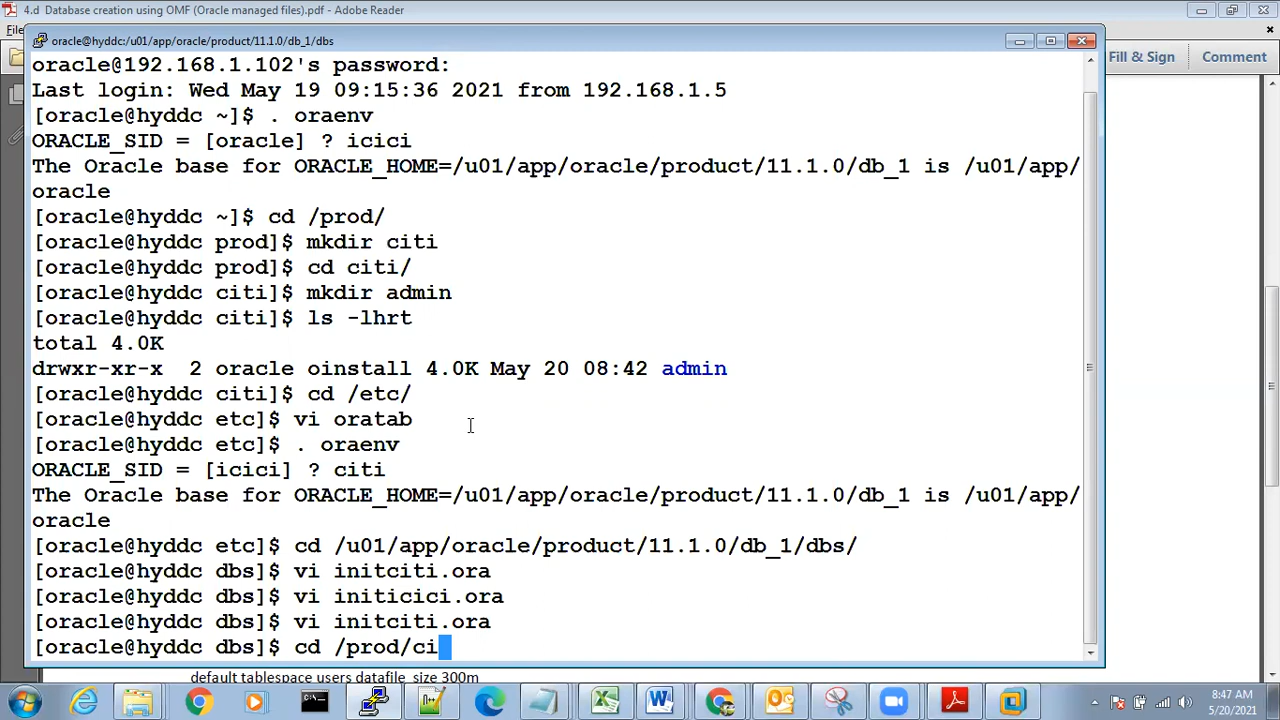 4.d Database creation using OMF (Oracle managed files).pdf - Adobe Reader
File
oracle@hyddc:/u01/app/oracle/product/11.1.0/db_1/dbs
Fill & Sign
Comment
oracle@192.168.1.102's password:
Last login: Wed May 19 09:15:36 2021 from 192.168.1.5
[oracle@hyddc ~]$ . oraenv
ORACLE_SID = [oracle] ? icici
The Oracle base for ORACLE_HOME=/u01/app/oracle/product/11.1.0/db_1 is /u01/app/
oracle
[oracle@hyddc ~]$ cd /prod/
[oracle@hyddc prod]$ mkdir citi
[oracle@hyddc prod]$ cd citi/
[oracle@hyddc citi]$ mkdir admin
[oracle@hyddc citi]$ ls -lhrt
total 4.0K
drwxr-xr-x  2 oracle oinstall 4.0K May 20 08:42 admin
[oracle@hyddc citi]$ cd /etc/
[oracle@hyddc etc]$ vi oratab
[oracle@hyddc etc]$ . oraenv
ORACLE_SID = [icici] ? citi
The Oracle base for ORACLE_HOME=/u01/app/oracle/product/11.1.0/db_1 is /u01/app/
oracle
[oracle@hyddc etc]$ cd /u01/app/oracle/product/11.1.0/db_1/dbs/
[oracle@hyddc dbs]$ vi initciti.ora
[oracle@hyddc dbs]$ vi initicici.ora
[oracle@hyddc dbs]$ vi initciti.ora
[oracle@hyddc dbs]$ cd /prod/ci
default tablespace users datafile size 300m
8:47 AM
5/20/2021